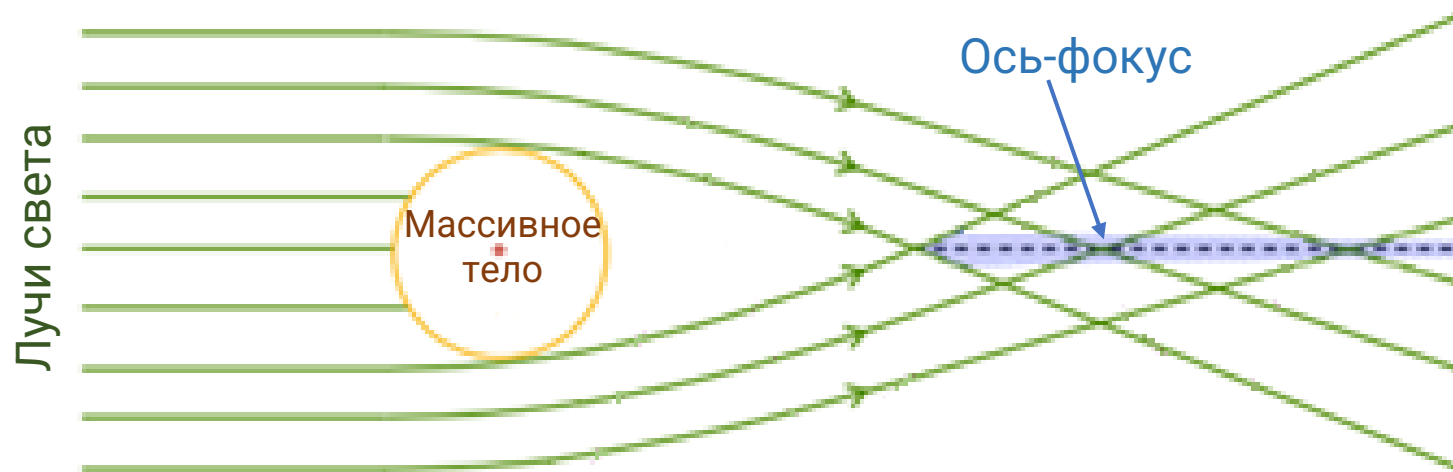 Лучи света
Ось-фокус
Массивное
тело